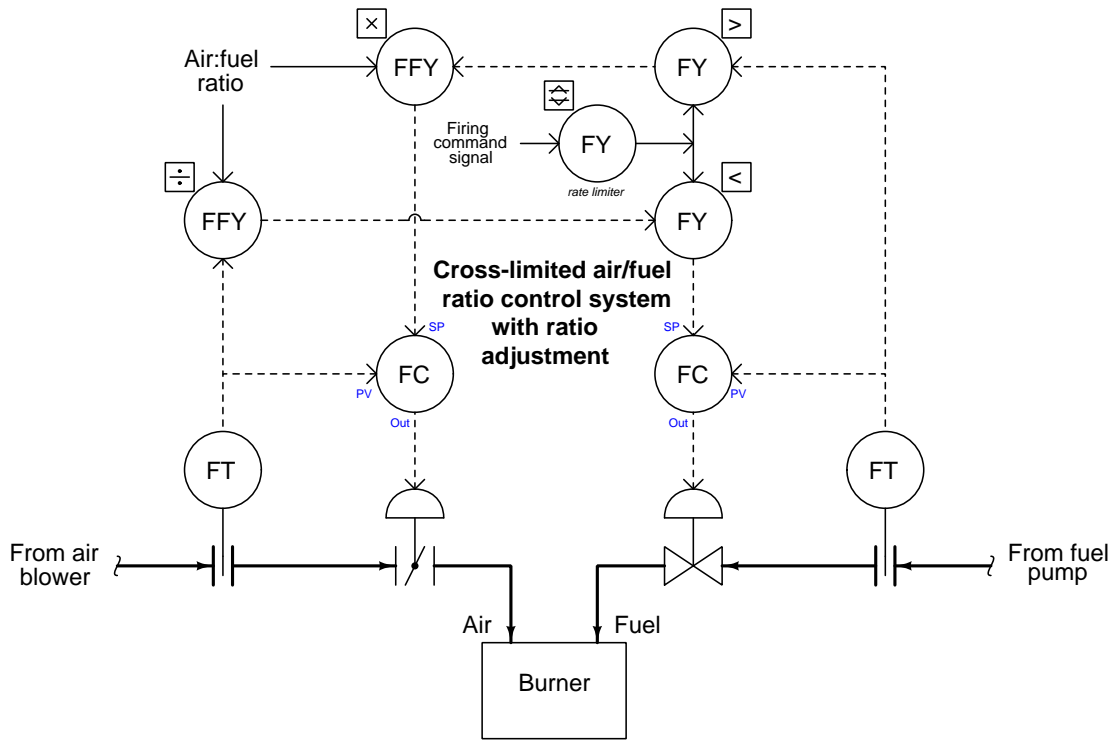 ×
>
Air:fuel
ratio
FFY
FY
Firing
command
signal
FY
rate limiter
÷
<
FFY
FY
Cross-limited air/fuel
ratio control system
with ratio
adjustment
SP
SP
FC
FC
PV
PV
Out
Out
FT
FT
From air
blower
From fuel
pump
Air
Fuel
Burner